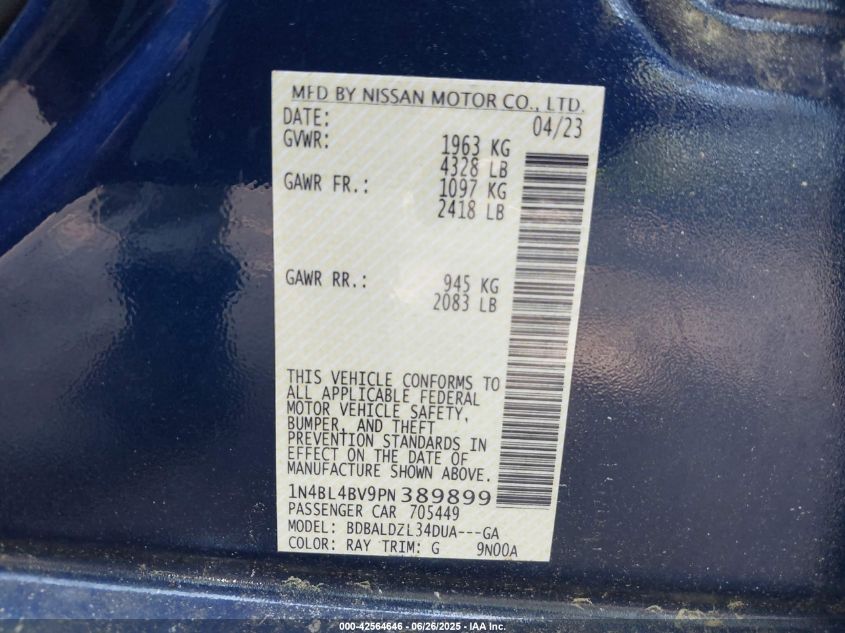 MFD BY NISSAN MOTOR CO., LTD.
DATE: 04/23
GVWR: 1963 KG
4328 LB
GAWR FR.: 1097 KG
2418 LB
GAWR RR.: 945 KG
2083 LB
THIS VEHICLE CONFORMS TO
ALL APPLICABLE FEDERAL
MOTOR VEHICLE SAFETY,
BUMPER, AND THEFT
PREVENTION STANDARDS IN
EFFECT ON THE DATE OF
MANUFACTURE SHOWN ABOVE.
1N4BL4BV9PN389899
PASSENGER CAR 705449
MODEL: BDBALDZL34DUA---GA
COLOR: RAY TRIM: G 9N00A
000-42564646 - 06/26/2025 - IAA Inc.